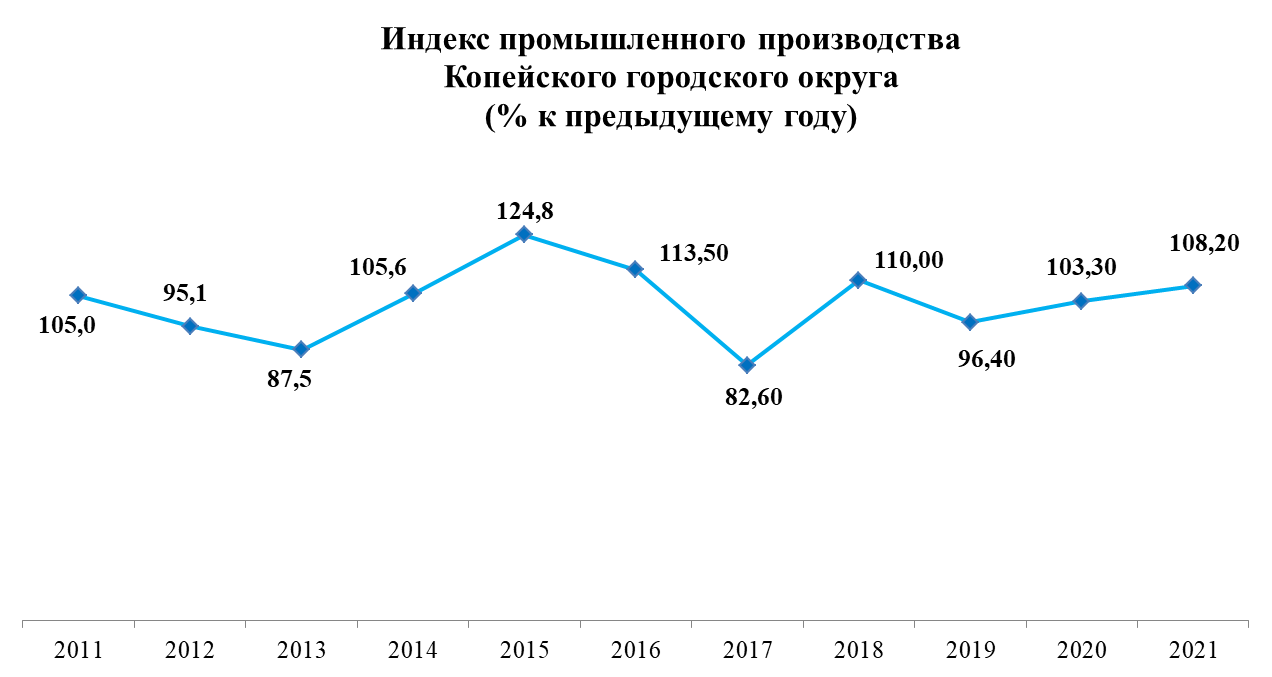 Индекс промышленного производства
Копейского городского округа
(% к предыдущему году)
105,0
95,1
87,5
105,6
124,8
113,50
82,60
110,00
96,40
103,30
108,20
2011 2012 2013 2014 2015 2016 2017 2018 2019 2020 2021